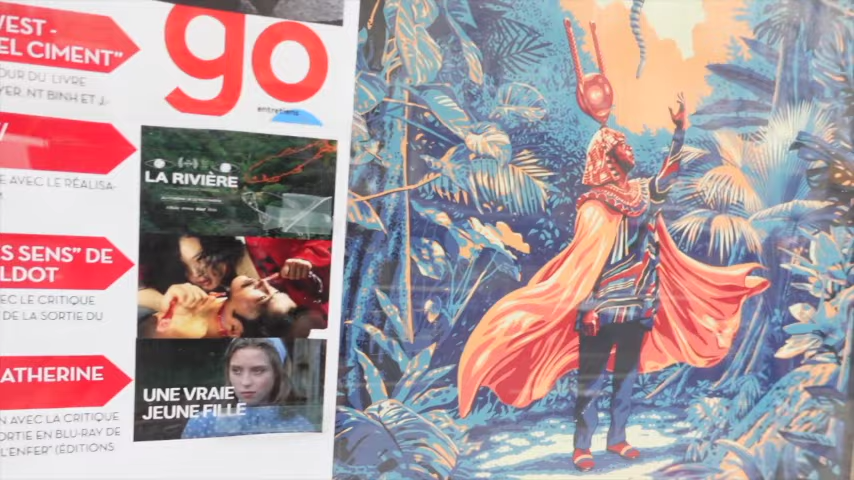 VEST -
EL CIMENT”
OUR DU LIVRE
YER, NT BINH ET J-
go
entretiens
E AVEC LE RÉALISA-
LA RIVIÈRE
S SENS” DE
LDOT
EC LE CRITIQUE
DE LA SORTIE DU
ATHERINE
N AVEC LA CRITIQUE
ORTIE EN BLU-RAY DE
L'ENFER” (ÉDITIONS
UNE VRAIE
JEUNE FILLE